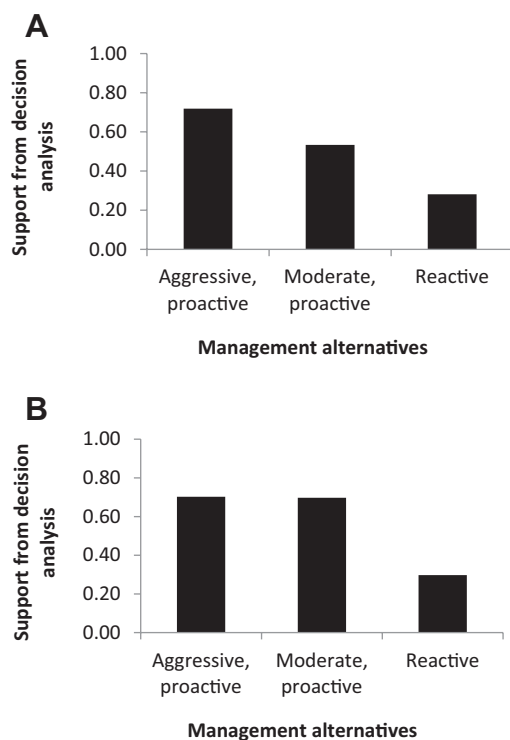 A
Support from decision
analysis
1.00
0.80
0.60
0.40
0.20
0.00
Aggressive,
proactive
Moderate,
proactive
Reactive
Management alternatives
B
Support from decision
analysis
1.00
0.80
0.60
0.40
0.20
0.00
Aggressive,
proactive
Moderate,
proactive
Reactive
Management alternatives